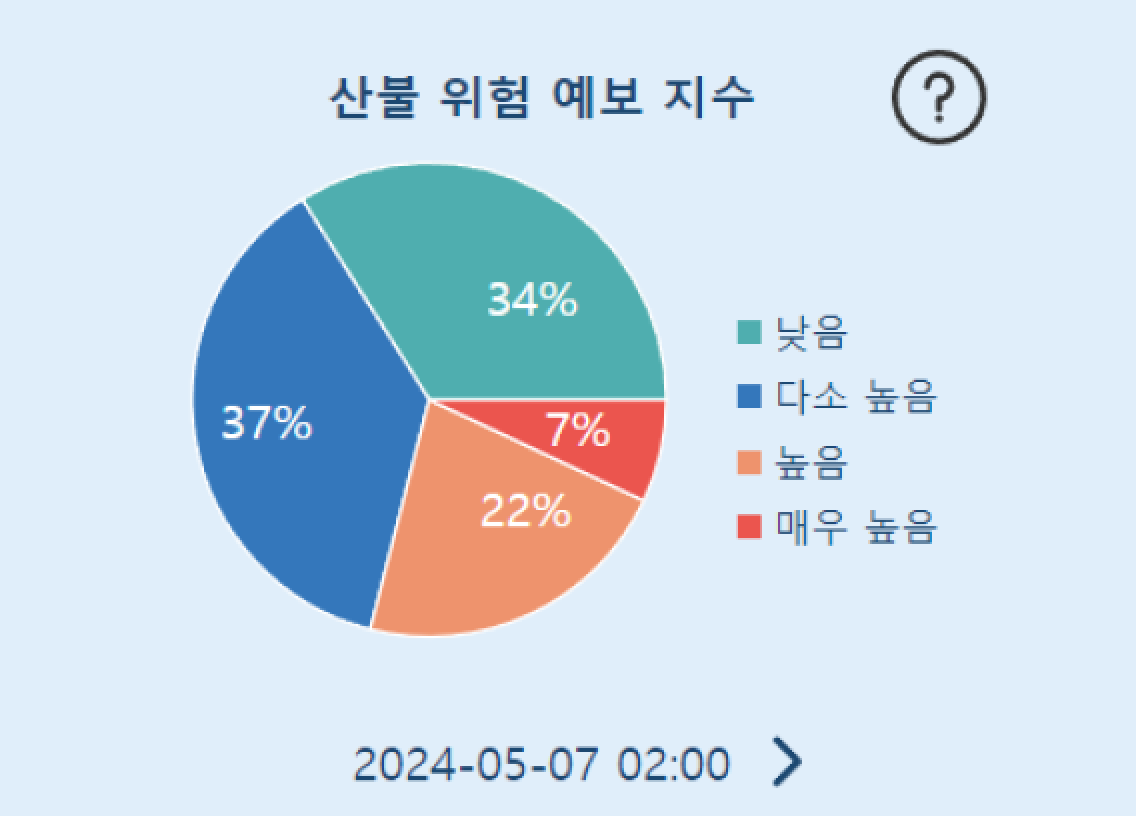 산불 위험 예보 지수
?
34%
37%
7%
22%
낮음
다소 높음
높음
매우 높음
2024-05-07 02:00